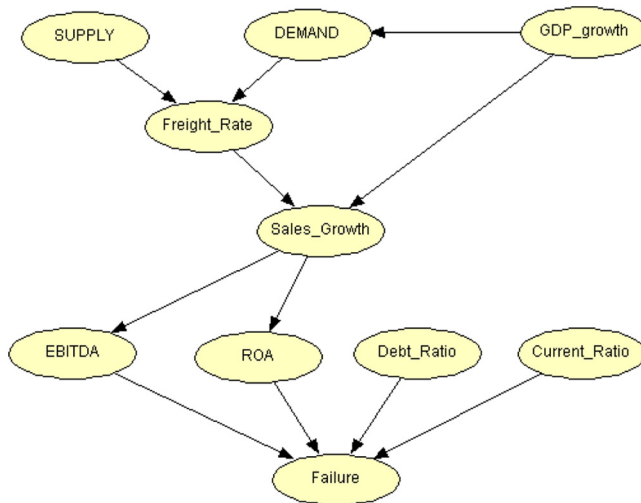 SUPPLY
DEMAND
GDP_growth
Freight_Rate
Sales_Growth
EBITDA
ROA
Debt_Ratio
Current_Ratio
Failure